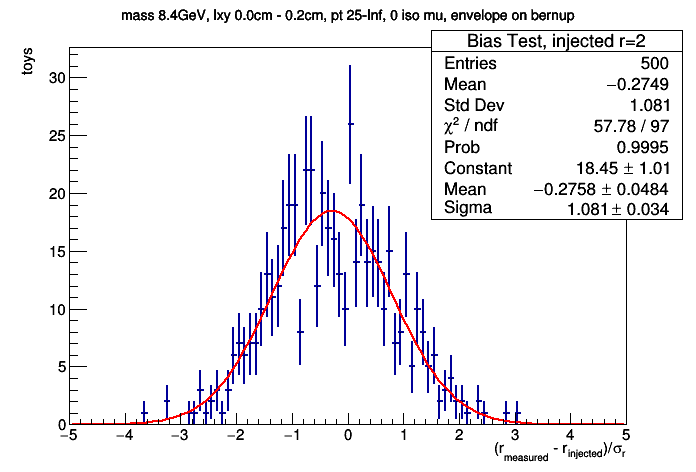 mass 8.4GeV, lxy 0.0cm - 0.2cm, pt 25-Inf, 0 iso mu, envelope on bernup
toys
Bias Test, injected r=2
Entries 500
Mean −0.2749
Std Dev 1.081
χ² / ndf 57.78 / 97
Prob 0.9995
Constant 18.45 ± 1.01
Mean −0.2758 ± 0.0484
Sigma 1.081 ± 0.034
30
25
20
15
10
5
0
−5 −4 −3 −2 −1 0 1 2 3 4 5
(r_measured - r_injected)/σ_r